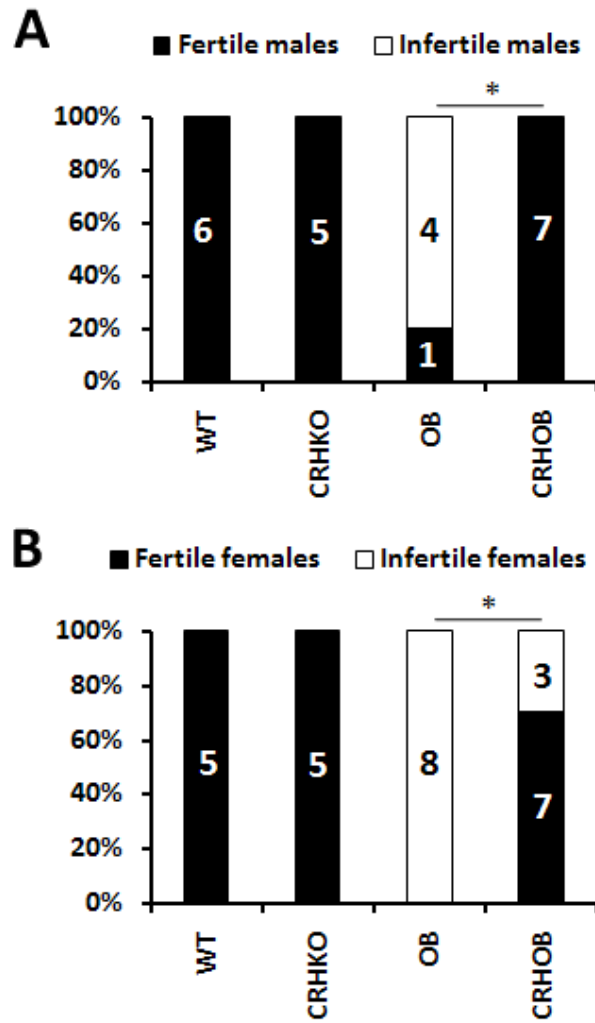 A
Fertile males Infertile males
*
100%
80%
60%
40%
20%
0%
6
5
4
1
7
WT
CRHKO
OB
CRHOB
B
Fertile females Infertile females
*
100%
80%
60%
40%
20%
0%
5
5
8
3
7
WT
CRHKO
OB
CRHOB